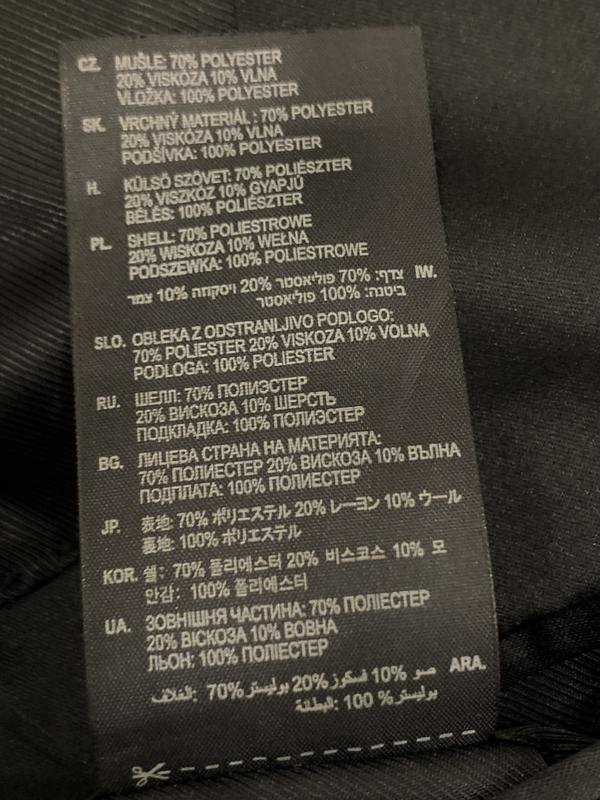 CZ. MUŠLE: 70% POLYESTER
20% VISKÓZA 10% VLNA
VLOŽKA: 100% POLYESTER
SK. VRCHNÝ MATERIÁL : 70% POLYESTER
20% VISKÓZA 10% VLNA
PODŠÍVKA: 100% POLYESTER
H. KÜLSŐ SZÖVET: 70% POLIÉSZTER
20% VISZKÓZ 10% GYAPJÚ
BÉLÉS: 100% POLIÉSZTER
PL. SHELL: 70% POLIESTROWE
20% WISKOZA 10% WEŁNA
PODSZEWKA: 100% POLIESTROWE
IW. צדף: 70% פוליאסטר 20% ויסקוזה 10% צמר
ביטנה: 100% פוליאסטר
SLO. OBLEKA Z ODSTRANLJIVO PODLOGO:
70% POLIESTER 20% VISKOZA 10% VOLNA
PODLOGA: 100% POLIESTER
RU. ШЕЛЛ: 70% ПОЛИЭСТЕР
20% ВИСКОЗА 10% ШЕРСТЬ
ПОДКЛАДКА: 100% ПОЛИЭСТЕР
BG. ЛИЦЕВА СТРАНА НА МАТЕРИЯТА:
70% ПОЛИЕСТЕР 20% ВИСКОЗА 10% ВЪЛНА
ПОДПЛАТА: 100% ПОЛИЕСТЕР
JP. 表地: 70% ポリエステル 20% レーヨン 10% ウール
裏地: 100% ポリエステル
KOR. 쉘: 70% 폴리에스터 20% 비스코스 10% 모
안감: 100% 폴리에스터
UA. ЗОВНІШНЯ ЧАСТИНА: 70% ПОЛІЕСТЕР
20% ВІСКОЗА 10% ВОВНА
ЛЬОН: 100% ПОЛІЕСТЕР
ARA. الغلاف: 70% بوليستر 20% فسكوز 10% صو
البطانة: 100 % بوليستر